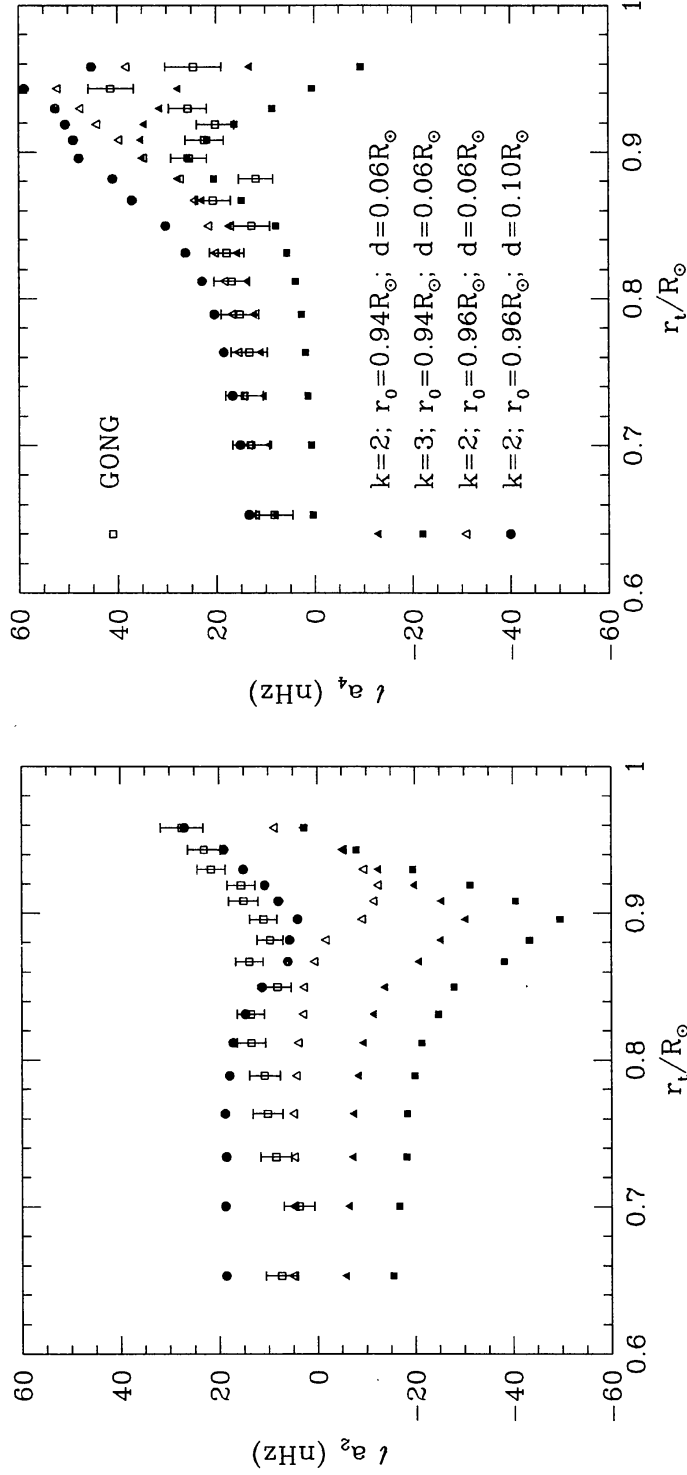 60
40
20
0
−20
−40
−60
ℓ a₂ (nHz)
0.6
0.7
0.8
0.9
1
rₜ/R☉
60
40
20
0
−20
−40
−60
ℓ a₄ (nHz)
GONG
k=2; r₀=0.94R☉; d=0.06R☉
k=3; r₀=0.94R☉; d=0.06R☉
k=2; r₀=0.96R☉; d=0.06R☉
k=2; r₀=0.96R☉; d=0.10R☉
0.6
0.7
0.8
0.9
1
rₜ/R☉